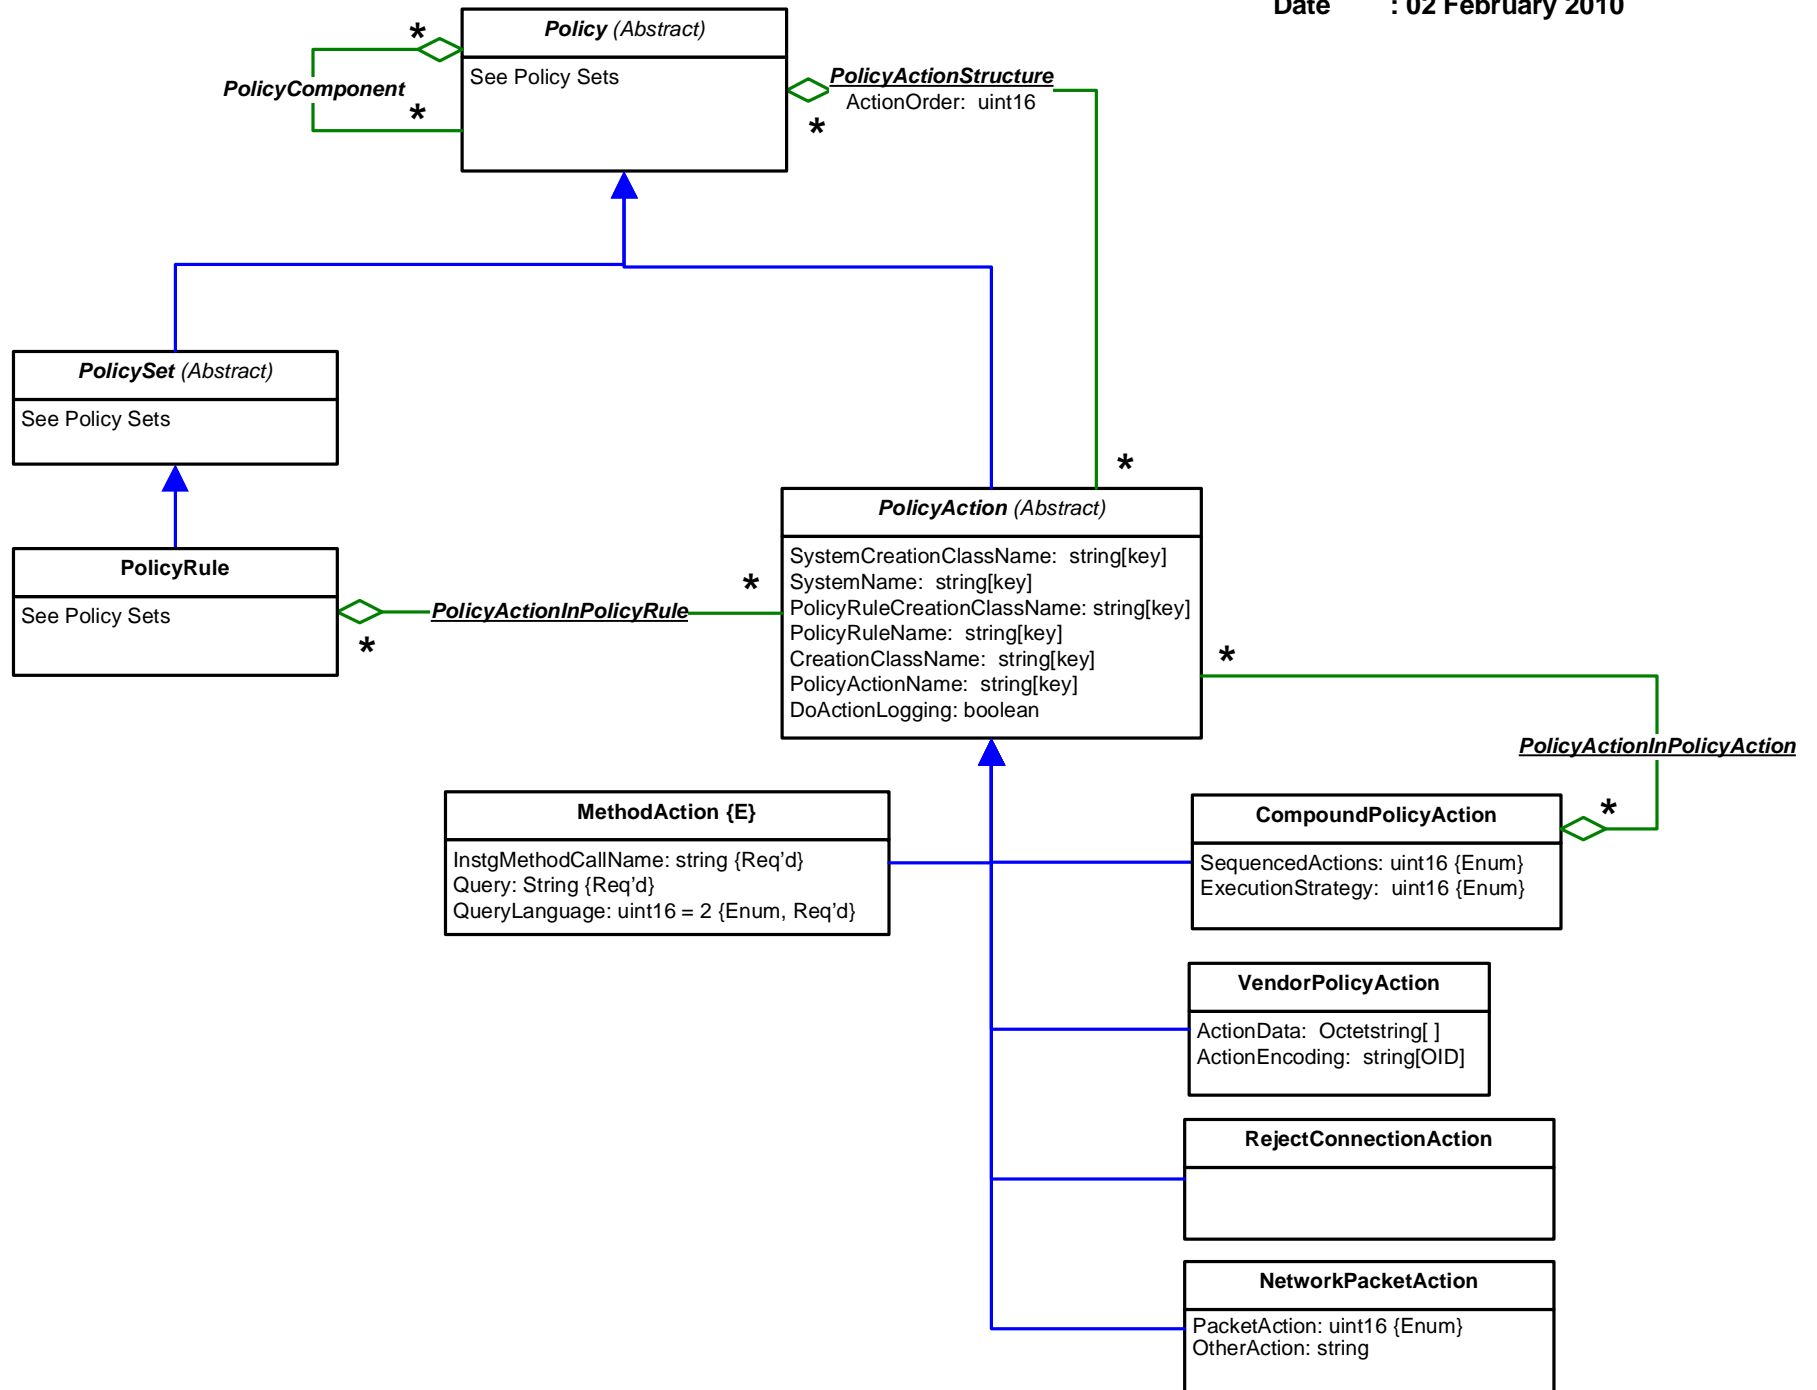 Date : 02 February 2010
*
Policy (Abstract)
See Policy Sets
PolicyComponent
*
PolicyActionStructure
ActionOrder: uint16
*
PolicySet (Abstract)
See Policy Sets
*
PolicyAction (Abstract)
SystemCreationClassName: string[key]
SystemName: string[key]
PolicyRuleCreationClassName: string[key]
PolicyRuleName: string[key]
CreationClassName: string[key]
PolicyActionName: string[key]
DoActionLogging: boolean
PolicyRule
See Policy Sets
*
PolicyActionInPolicyRule
*
*
PolicyActionInPolicyAction
*
MethodAction {E}
InstgMethodCallName: string {Req'd}
Query: String {Req'd}
QueryLanguage: uint16 = 2 {Enum, Req'd}
CompoundPolicyAction
SequencedActions: uint16 {Enum}
ExecutionStrategy: uint16 {Enum}
VendorPolicyAction
ActionData: Octetstring[ ]
ActionEncoding: string[OID]
RejectConnectionAction
NetworkPacketAction
PacketAction: uint16 {Enum}
OtherAction: string